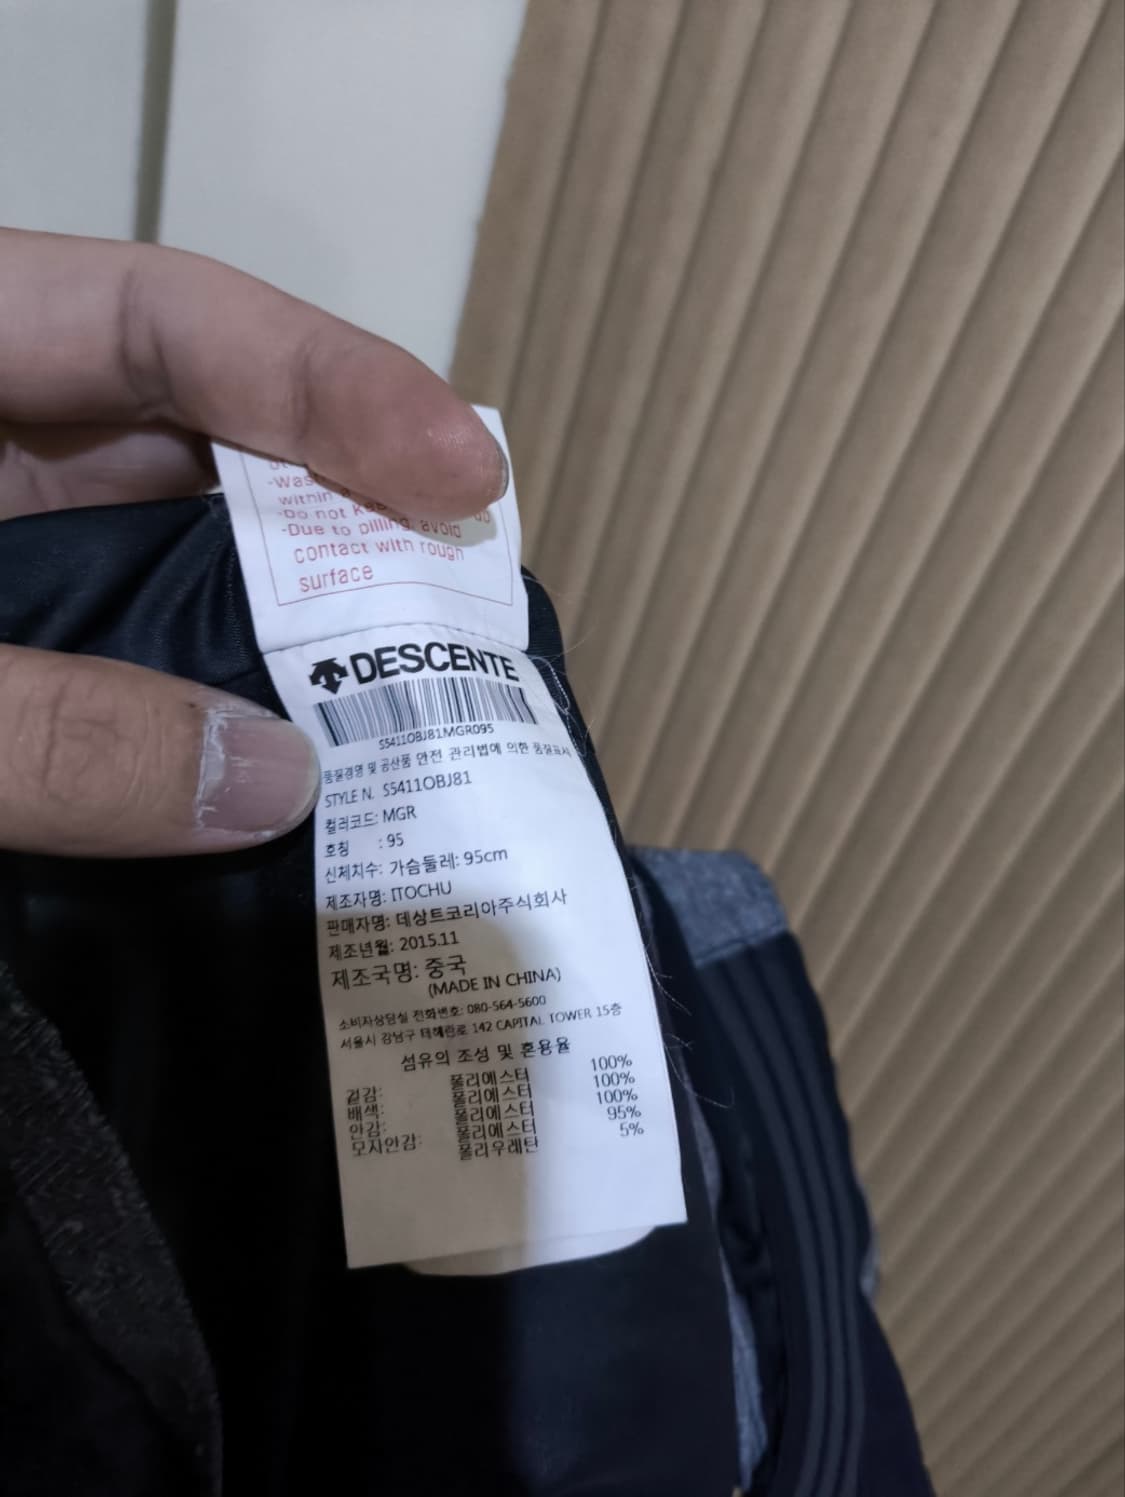 -Was
within a
-Do not Kee up
-Due to pilling, avoid
contact with rough
surface
DESCENTE
S5411OBJ81MGR095
품질경영 및 공산품 안전 관리법에 의한 품질표시
STYLE N. S5411OBJ81
컬러코드: MGR
호칭 : 95
신체치수: 가슴둘레: 95cm
제조자명: ITOCHU
판매자명: 데상트코리아주식회사
제조년월: 2015.11
제조국명: 중국
(MADE IN CHINA)
소비자상담실 전화번호: 080-564-5600
서울시 강남구 테헤란로 142 CAPITAL TOWER 15층
섬유의 조성 및 혼용율
겉감: 폴리에스터 100%
배색: 폴리에스터 100%
안감: 폴리에스터 100%
모자안감: 폴리에스터 95%
폴리우레탄 5%